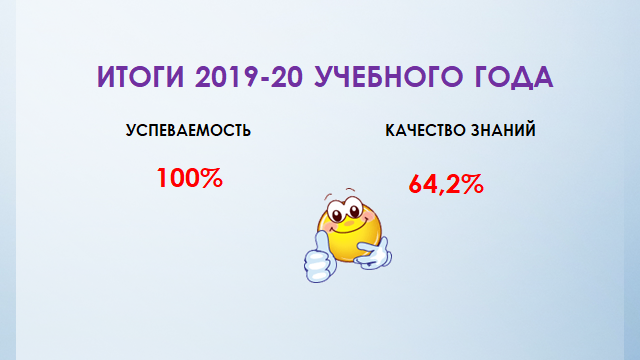 ИТОГИ 2019-20 УЧЕБНОГО ГОДА
УСПЕВАЕМОСТЬ
100%
КАЧЕСТВО ЗНАНИЙ
64,2%